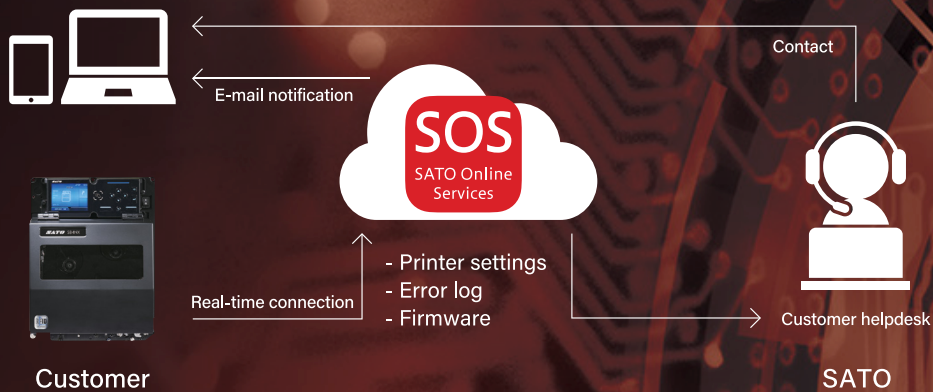 Contact
E-mail notification
SOS
SATO Online
Services
SATO
- Printer settings
- Error log
- Firmware
Real-time connection
Customer helpdesk
Customer
SATO